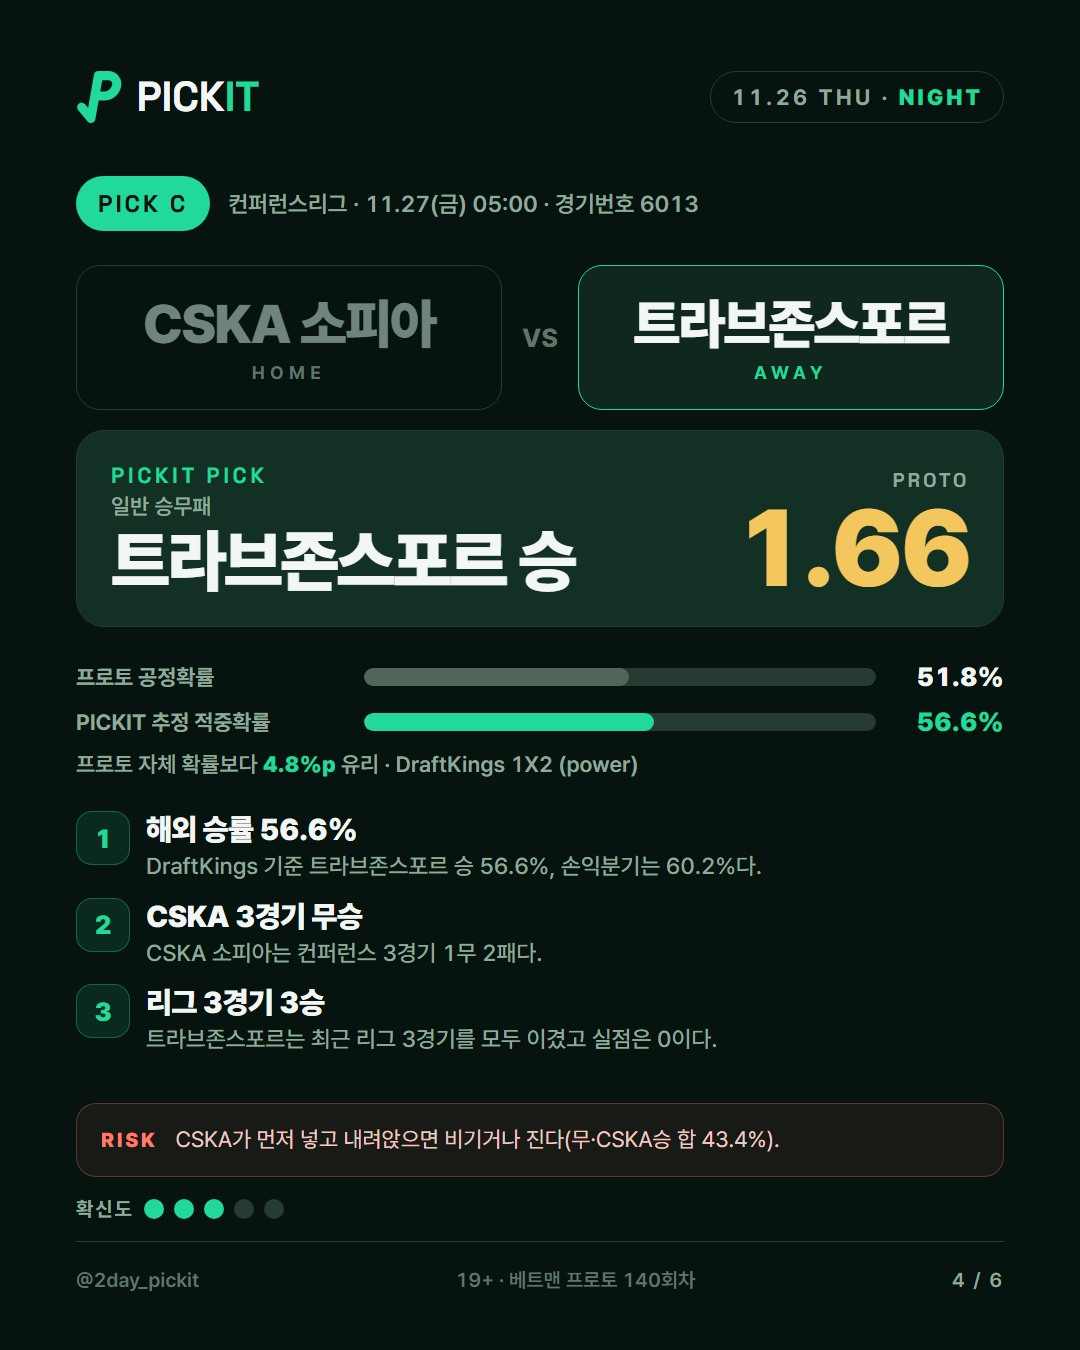 PICKIT
11.26 THU · NIGHT
PICK C
컨퍼런스리그 · 11.27(금) 05:00 · 경기번호 6013
CSKA 소피아
HOME
VS
트라브존스포르
AWAY
PICKIT PICK
일반 승무패
트라브존스포르 승
PROTO
1.66
프로토 공정확률
51.8%
PICKIT 추정 적중확률
56.6%
프로토 자체 확률보다 4.8%p 유리 · DraftKings 1X2 (power)
1
해외 승률 56.6%
DraftKings 기준 트라브존스포르 승 56.6%, 손익분기는 60.2%다.
2
CSKA 3경기 무승
CSKA 소피아는 컨퍼런스 3경기 1무 2패다.
3
리그 3경기 3승
트라브존스포르는 최근 리그 3경기를 모두 이겼고 실점은 0이다.
RISK CSKA가 먼저 넣고 내려앉으면 비기거나 진다(무·CSKA승 합 43.4%).
확신도
@2day_pickit
19+ · 베트맨 프로토 140회차
4 / 6